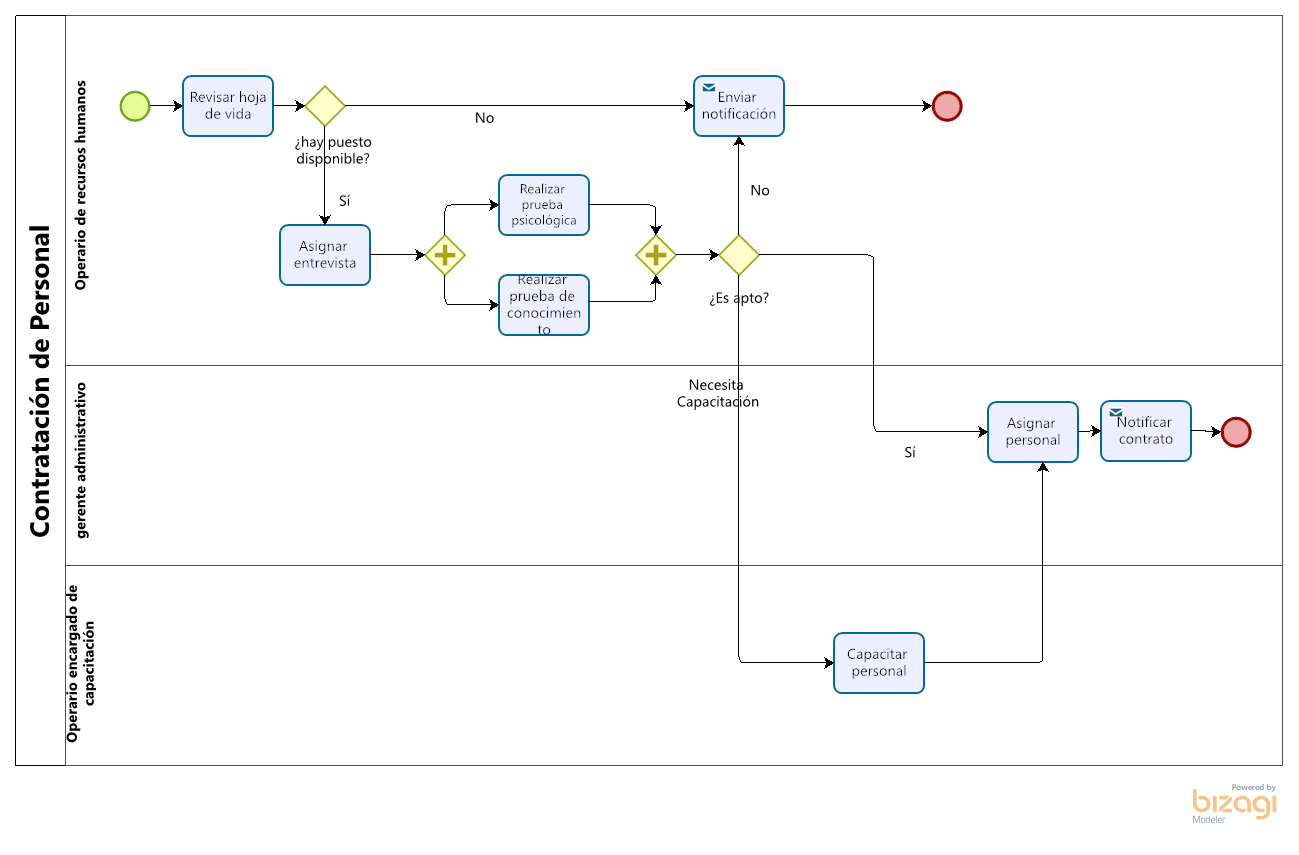 Contratación de Personal
Operario de recursos humanos
Revisar hoja
de vida
¿hay puesto
disponible?
No
Sí
Enviar
notificación
Asignar
entrevista
Realizar
prueba
psicológica
Realizar
prueba de
conocimien
to
No
¿Es apto?
gerente administrativo
Necesita
Capacitación
Sí
Asignar
personal
Notificar
contrato
Operario encargado de
capacitación
Capacitar
personal
Powered by
bizagi
Modeler